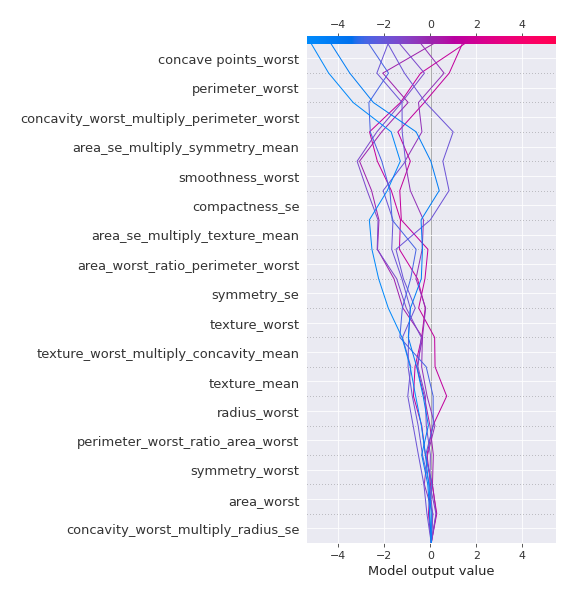 −4 −2 0 2 4
concave points_worst
perimeter_worst
concavity_worst_multiply_perimeter_worst
area_se_multiply_symmetry_mean
smoothness_worst
compactness_se
area_se_multiply_texture_mean
area_worst_ratio_perimeter_worst
symmetry_se
texture_worst
texture_worst_multiply_concavity_mean
texture_mean
radius_worst
perimeter_worst_ratio_area_worst
symmetry_worst
area_worst
concavity_worst_multiply_radius_se
−4 −2 0 2 4
Model output value